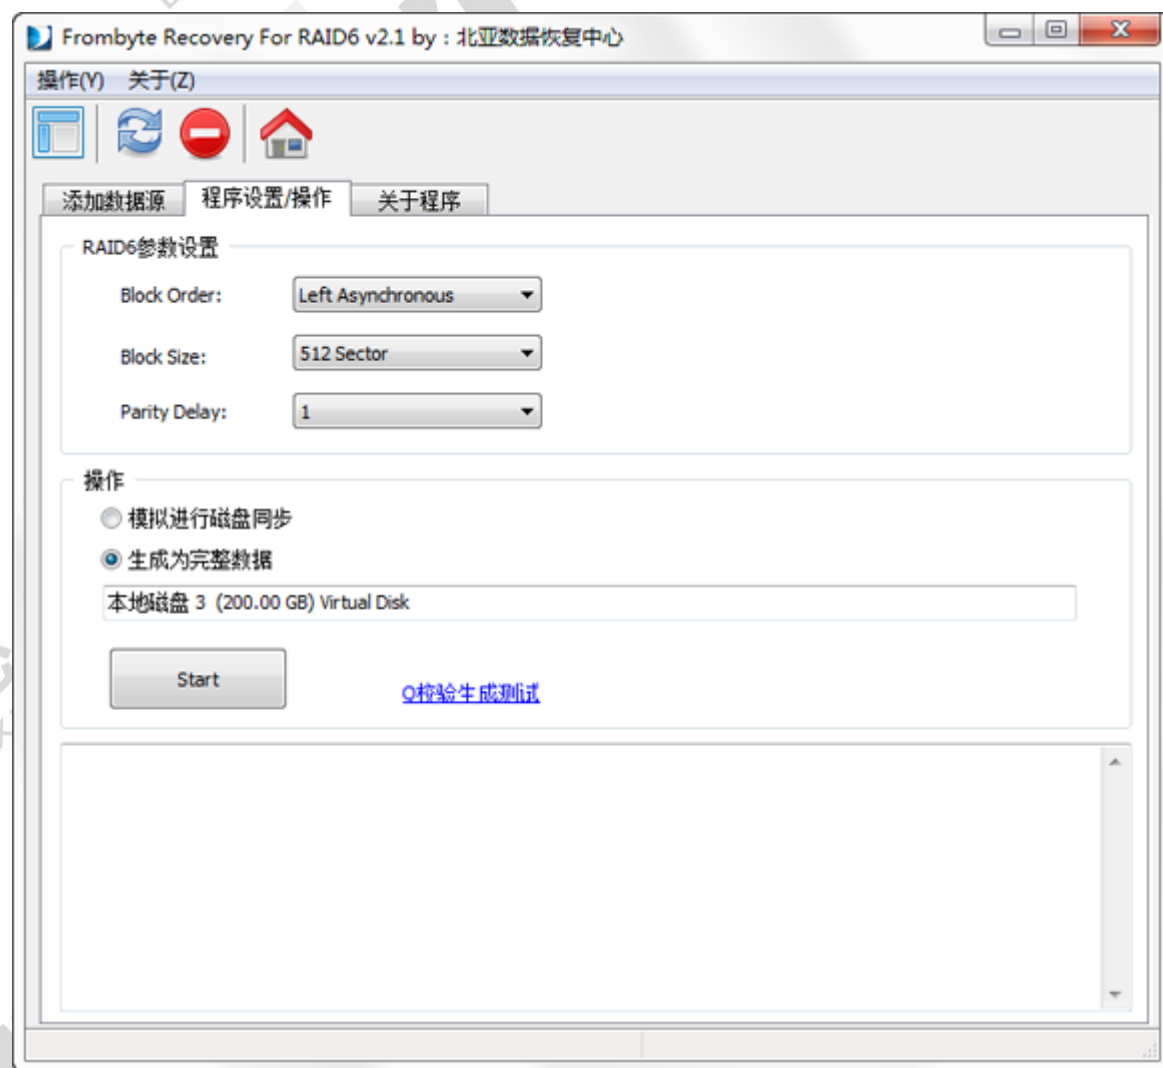 Frombyte Recovery For RAID6 v2.1 by : 北亚数据恢复中心
操作(Y) 关于(Z)
添加数据源 程序设置/操作 关于程序
RAID6参数设置
Block Order: Left Asynchronous
Block Size: 512 Sector
Parity Delay: 1
操作
模拟进行磁盘同步
生成为完整数据
本地磁盘 3 (200.00 GB) Virtual Disk
Start Q校验生成测试